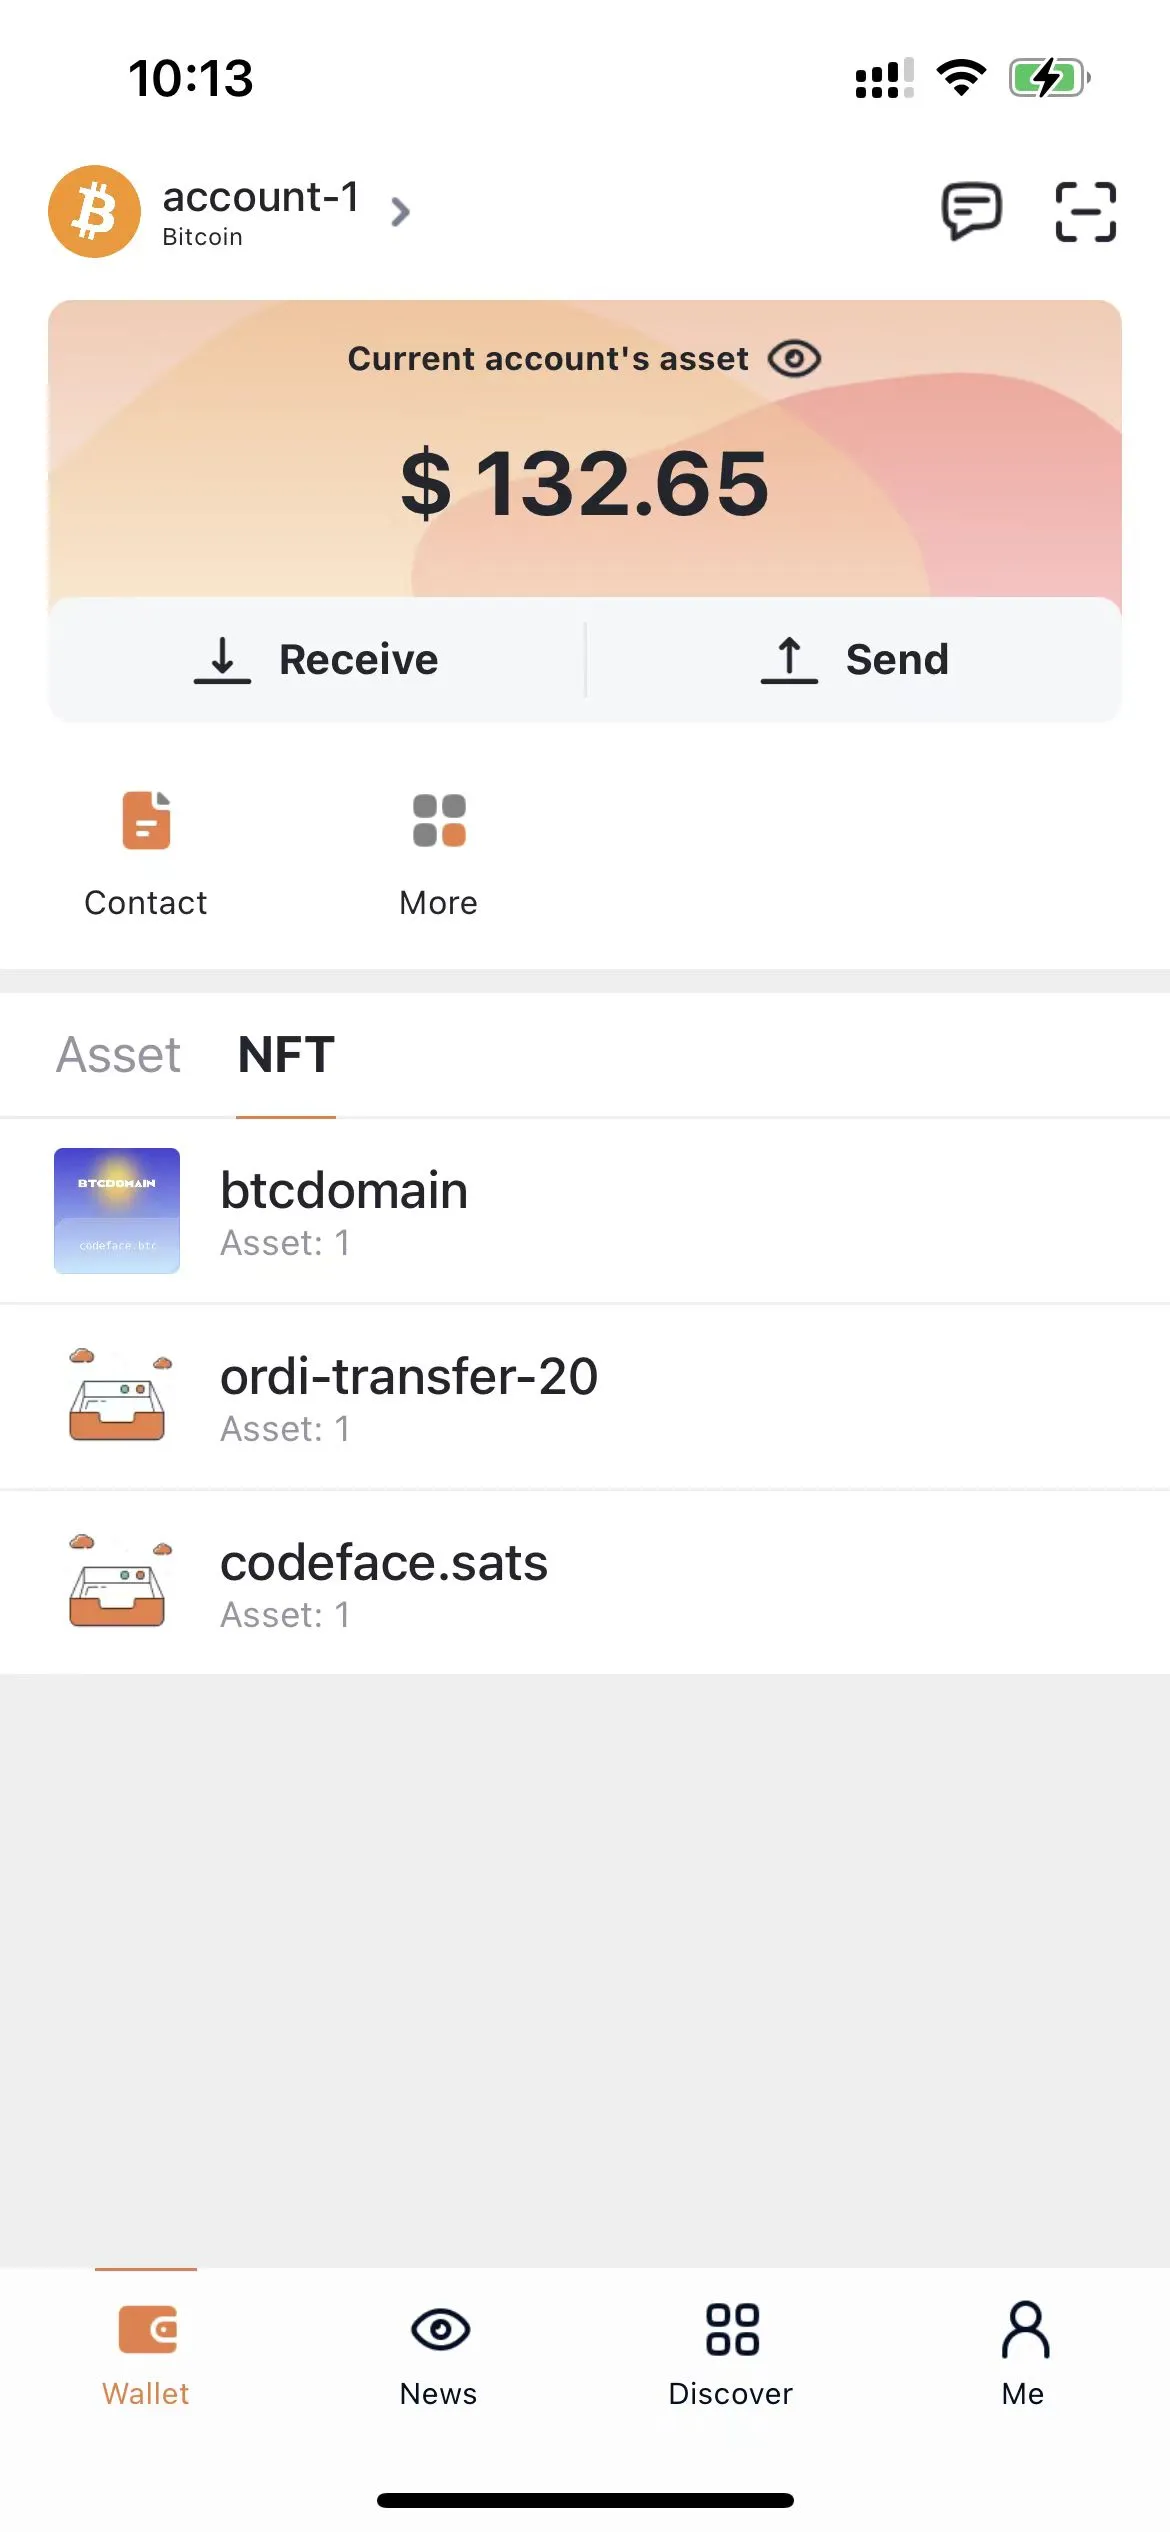 10:13
account-1
Bitcoin
Current account's asset
$ 132.65
Receive
Send
Contact
More
Asset
NFT
BTCDOMAIN
codeface.btc
btcdomain
Asset: 1
ordi-transfer-20
Asset: 1
codeface.sats
Asset: 1
Wallet
News
Discover
Me